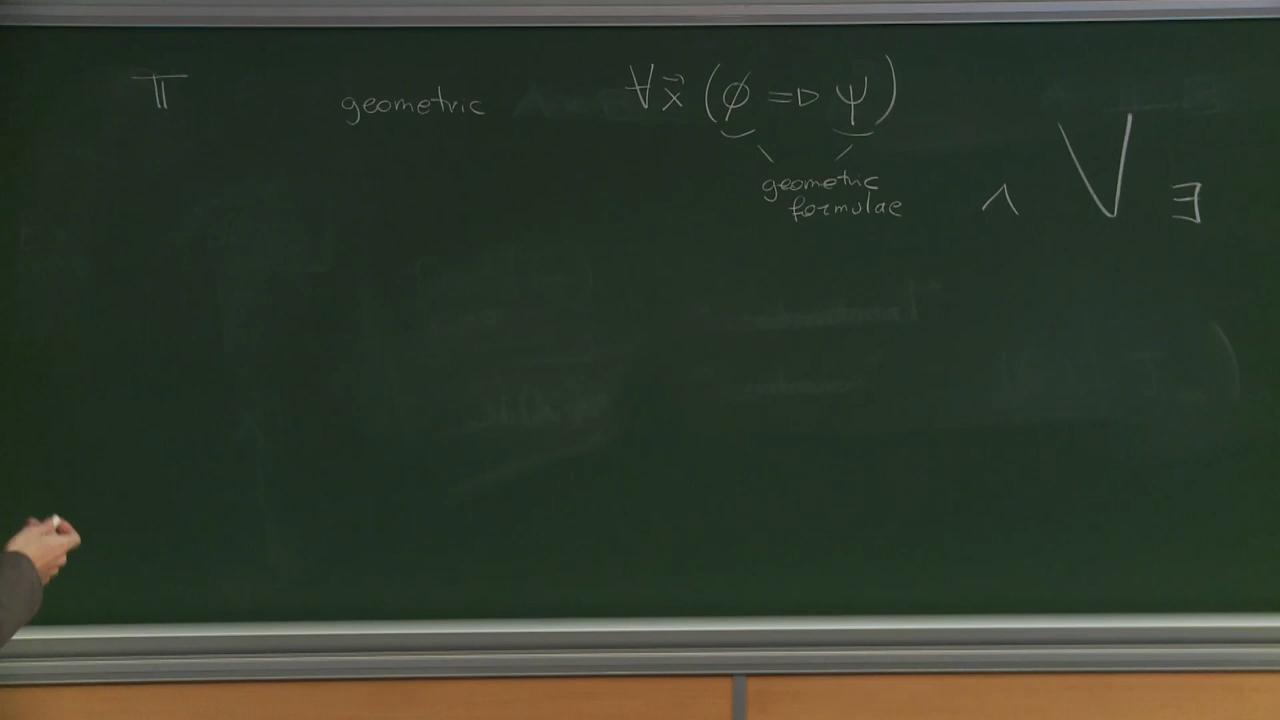 𝕋 geometric ∀x⃗ (ϕ ⇒ ψ)
geometric
formulae ∧ ⋁ ∃